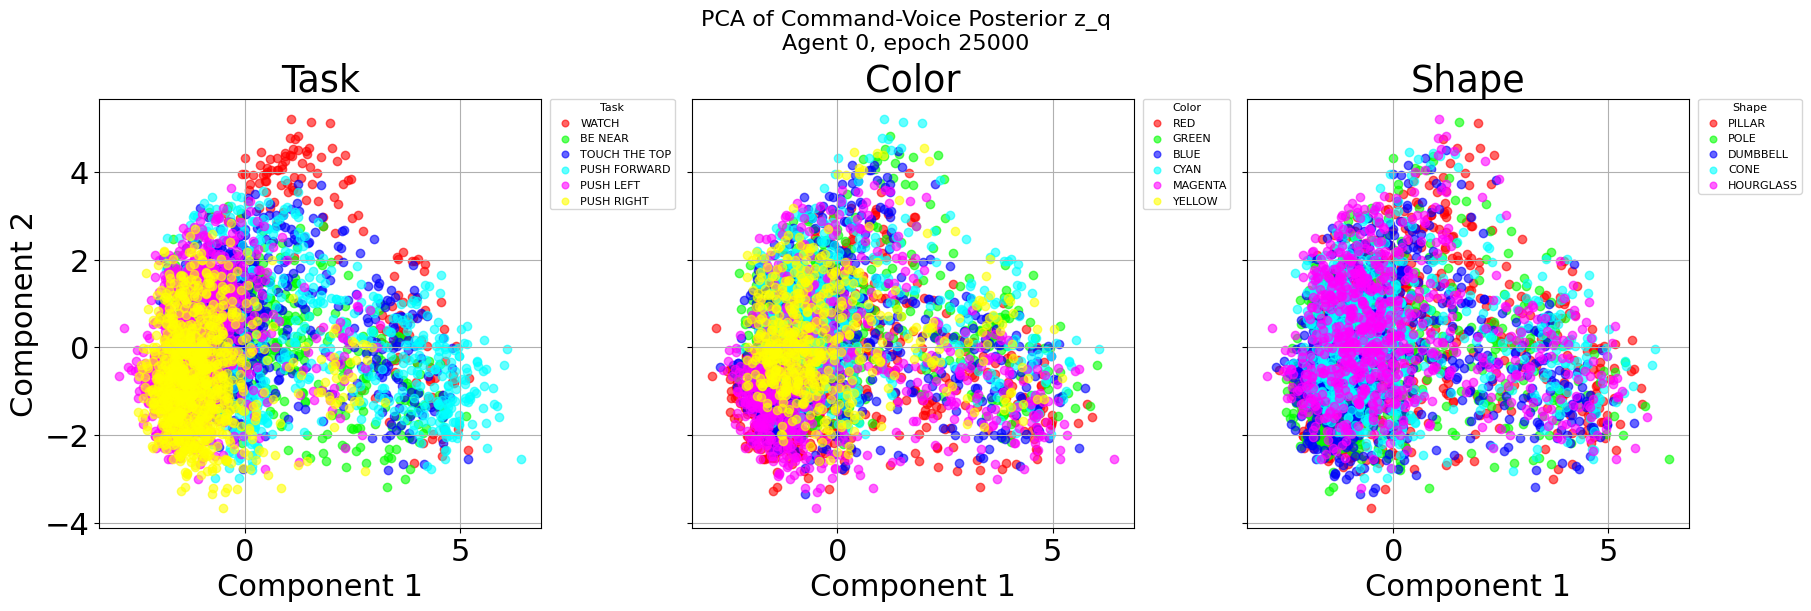 PCA of Command-Voice Posterior z_q
Agent 0, epoch 25000
Task
Component 2
4
2
0
−2
−4
0 5
Component 1
Task
WATCH
BE NEAR
TOUCH THE TOP
PUSH FORWARD
PUSH LEFT
PUSH RIGHT
Color
0 5
Component 1
Color
RED
GREEN
BLUE
CYAN
MAGENTA
YELLOW
Shape
0 5
Component 1
Shape
PILLAR
POLE
DUMBBELL
CONE
HOURGLASS